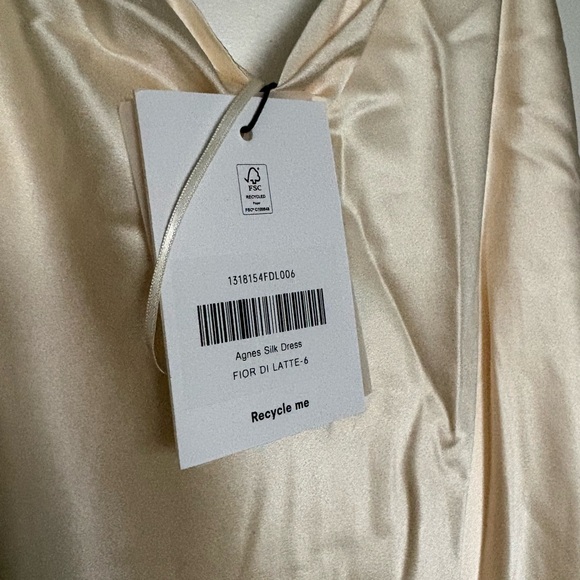 FSC
RECYCLED
1318154FDL006
Agnes Silk Dress
FIOR DI LATTE-6
Recycle me